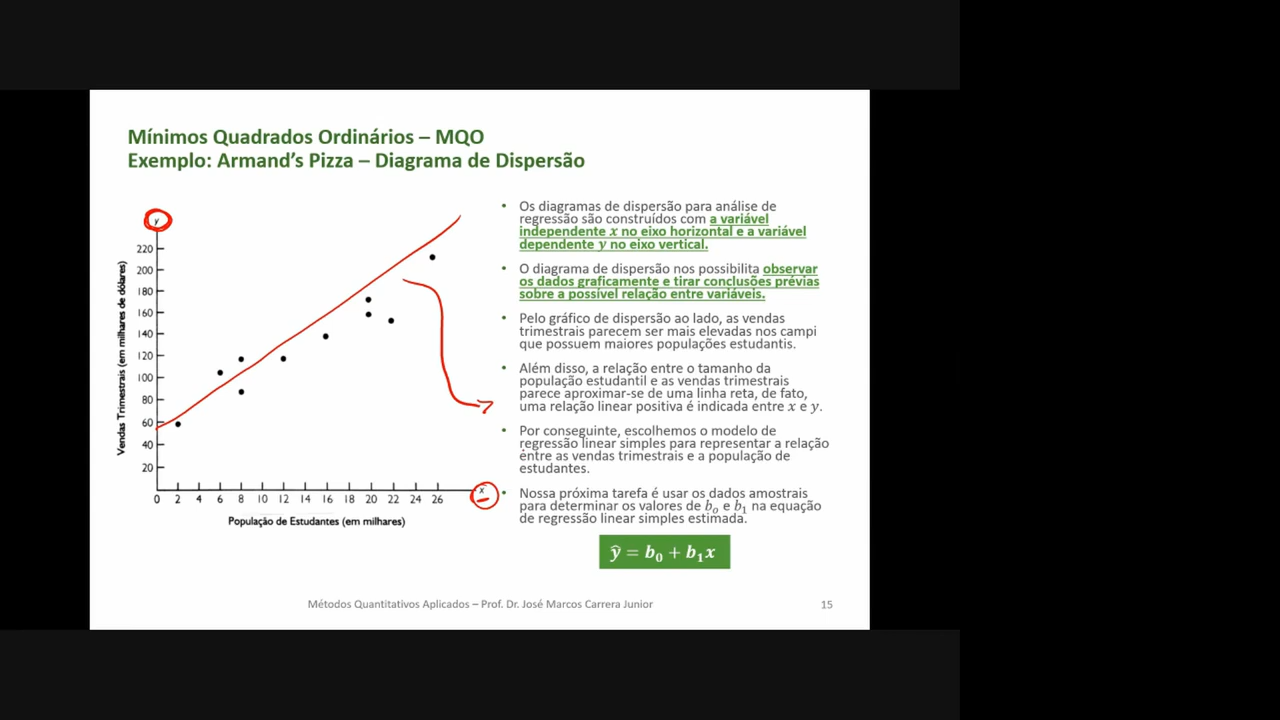 Mínimos Quadrados Ordinários – MQO
Exemplo: Armand's Pizza – Diagrama de Dispersão
y
220
200
180
160
140
120
100
80
60
40
20
0 2 4 6 8 10 12 14 16 18 20 22 24 26
x
Vendas Trimestrais (em milhares de dólares)
População de Estudantes (em milhares)
• Os diagramas de dispersão para análise de
regressão são construídos com a variável
independente x no eixo horizontal e a variável
dependente y no eixo vertical.
• O diagrama de dispersão nos possibilita observar
os dados graficamente e tirar conclusões prévias
sobre a possível relação entre variáveis.
• Pelo gráfico de dispersão ao lado, as vendas
trimestrais parecem ser mais elevadas nos campi
que possuem maiores populações estudantis.
• Além disso, a relação entre o tamanho da
população estudantil e as vendas trimestrais
parece aproximar-se de uma linha reta, de fato,
uma relação linear positiva é indicada entre x e y.
• Por conseguinte, escolhemos o modelo de
regressão linear simples para representar a relação
entre as vendas trimestrais e a população de
estudantes.
• Nossa próxima tarefa é usar os dados amostrais
para determinar os valores de b₀ e b₁ na equação
de regressão linear simples estimada.
ŷ = b₀ + b₁x
Métodos Quantitativos Aplicados – Prof. Dr. José Marcos Carrera Junior
15